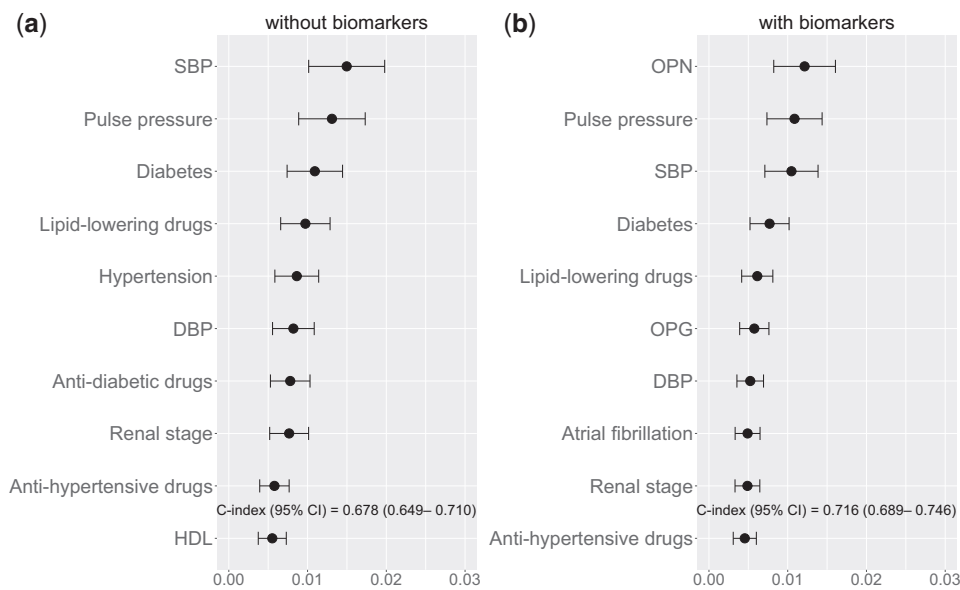 (a) without biomarkers
SBP
Pulse pressure
Diabetes
Lipid-lowering drugs
Hypertension
DBP
Anti-diabetic drugs
Renal stage
Anti-hypertensive drugs
C-index (95% CI) = 0.678 (0.649– 0.710)
HDL
0.00 0.01 0.02 0.03
(b) with biomarkers
OPN
Pulse pressure
SBP
Diabetes
Lipid-lowering drugs
OPG
DBP
Atrial fibrillation
Renal stage
C-index (95% CI) = 0.716 (0.689– 0.746)
Anti-hypertensive drugs
0.00 0.01 0.02 0.03